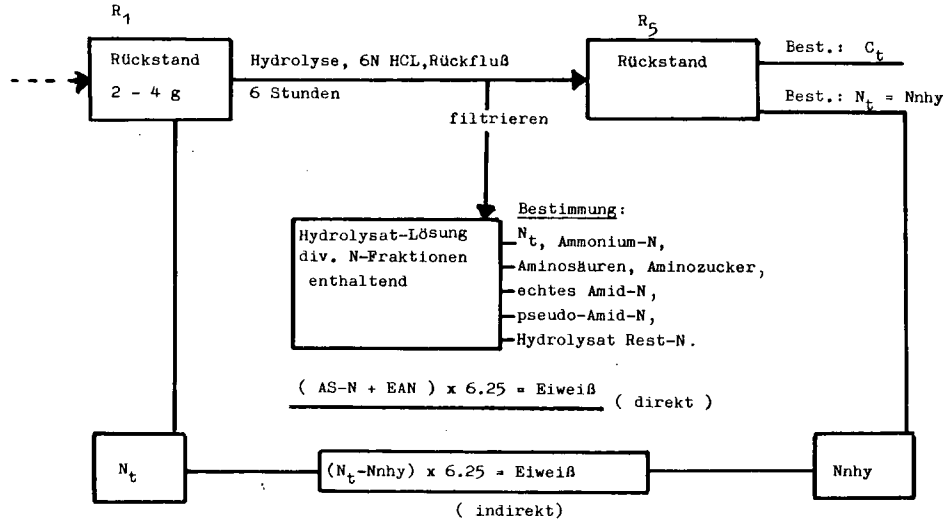 R1
Rückstand
2 - 4 g
Hydrolyse, 6N HCL,Rückfluß
6 Stunden
filtrieren
R5
Rückstand
Best.: Ct
Best.: Nt = Nnhy
Hydrolysat-Lösung
div. N-Fraktionen
enthaltend
Bestimmung:
Nt, Ammonium-N,
Aminosäuren, Aminozucker,
echtes Amid-N,
pseudo-Amid-N,
Hydrolysat Rest-N.
( AS-N + EAN ) x 6.25 = Eiweiß ( direkt )
Nt
(Nt-Nnhy) x 6.25 = Eiweiß
( indirekt)
Nnhy